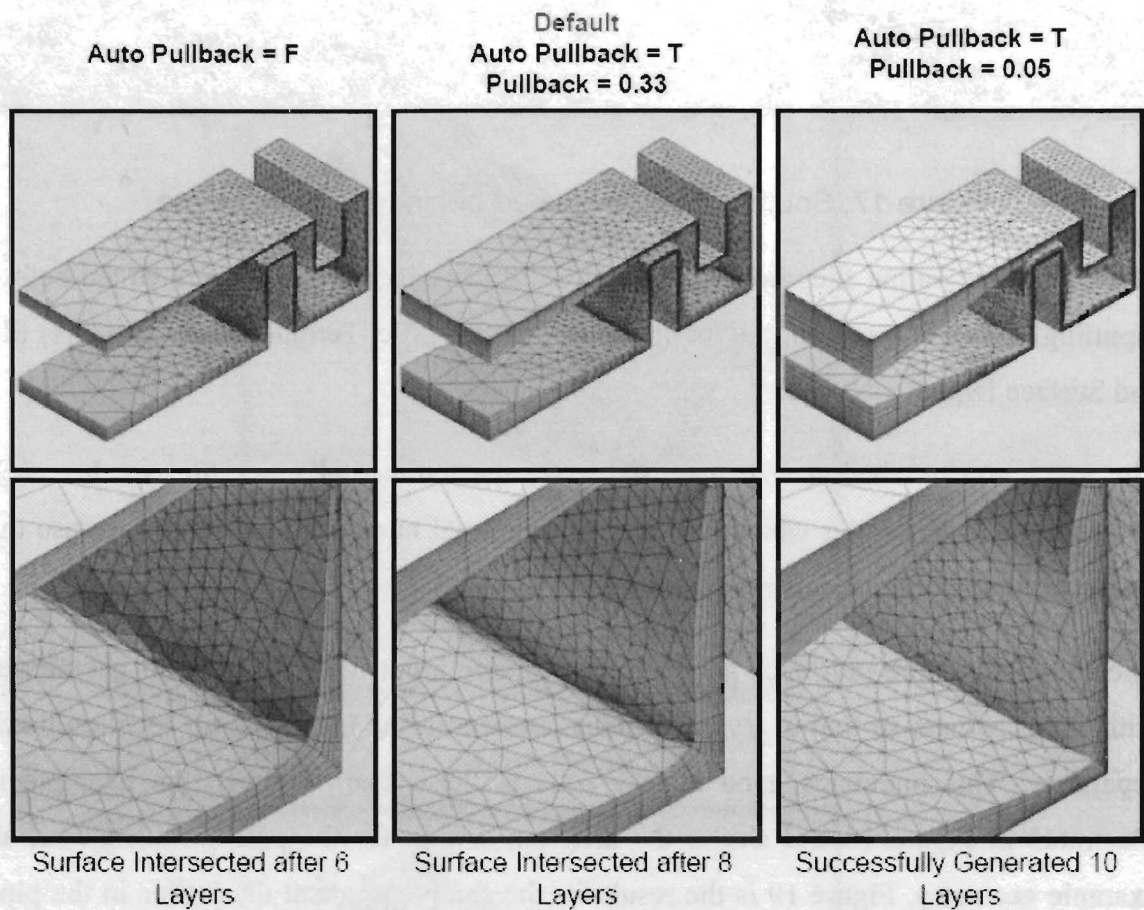 Auto Pullback = F
Default
Auto Pullback = T
Pullback = 0.33
Auto Pullback = T
Pullback = 0.05
Surface Intersected after 6
Layers
Surface Intersected after 8
Layers
Successfully Generated 10
Layers